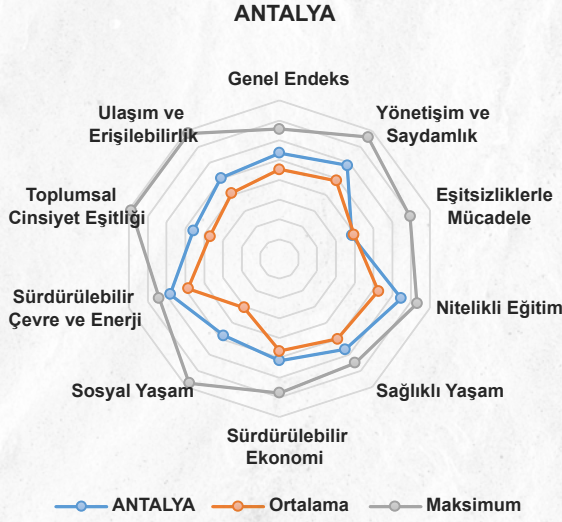 ANTALYA
Genel Endeks
Yönetişim ve
Saydamlık
Eşitsizliklerle
Mücadele
Nitelikli Eğitim
Sağlıklı Yaşam
Sürdürülebilir
Ekonomi
Sosyal Yaşam
Sürdürülebilir
Çevre ve Enerji
Toplumsal
Cinsiyet Eşitliği
Ulaşım ve
Erişilebilirlik
ANTALYA Ortalama Maksimum